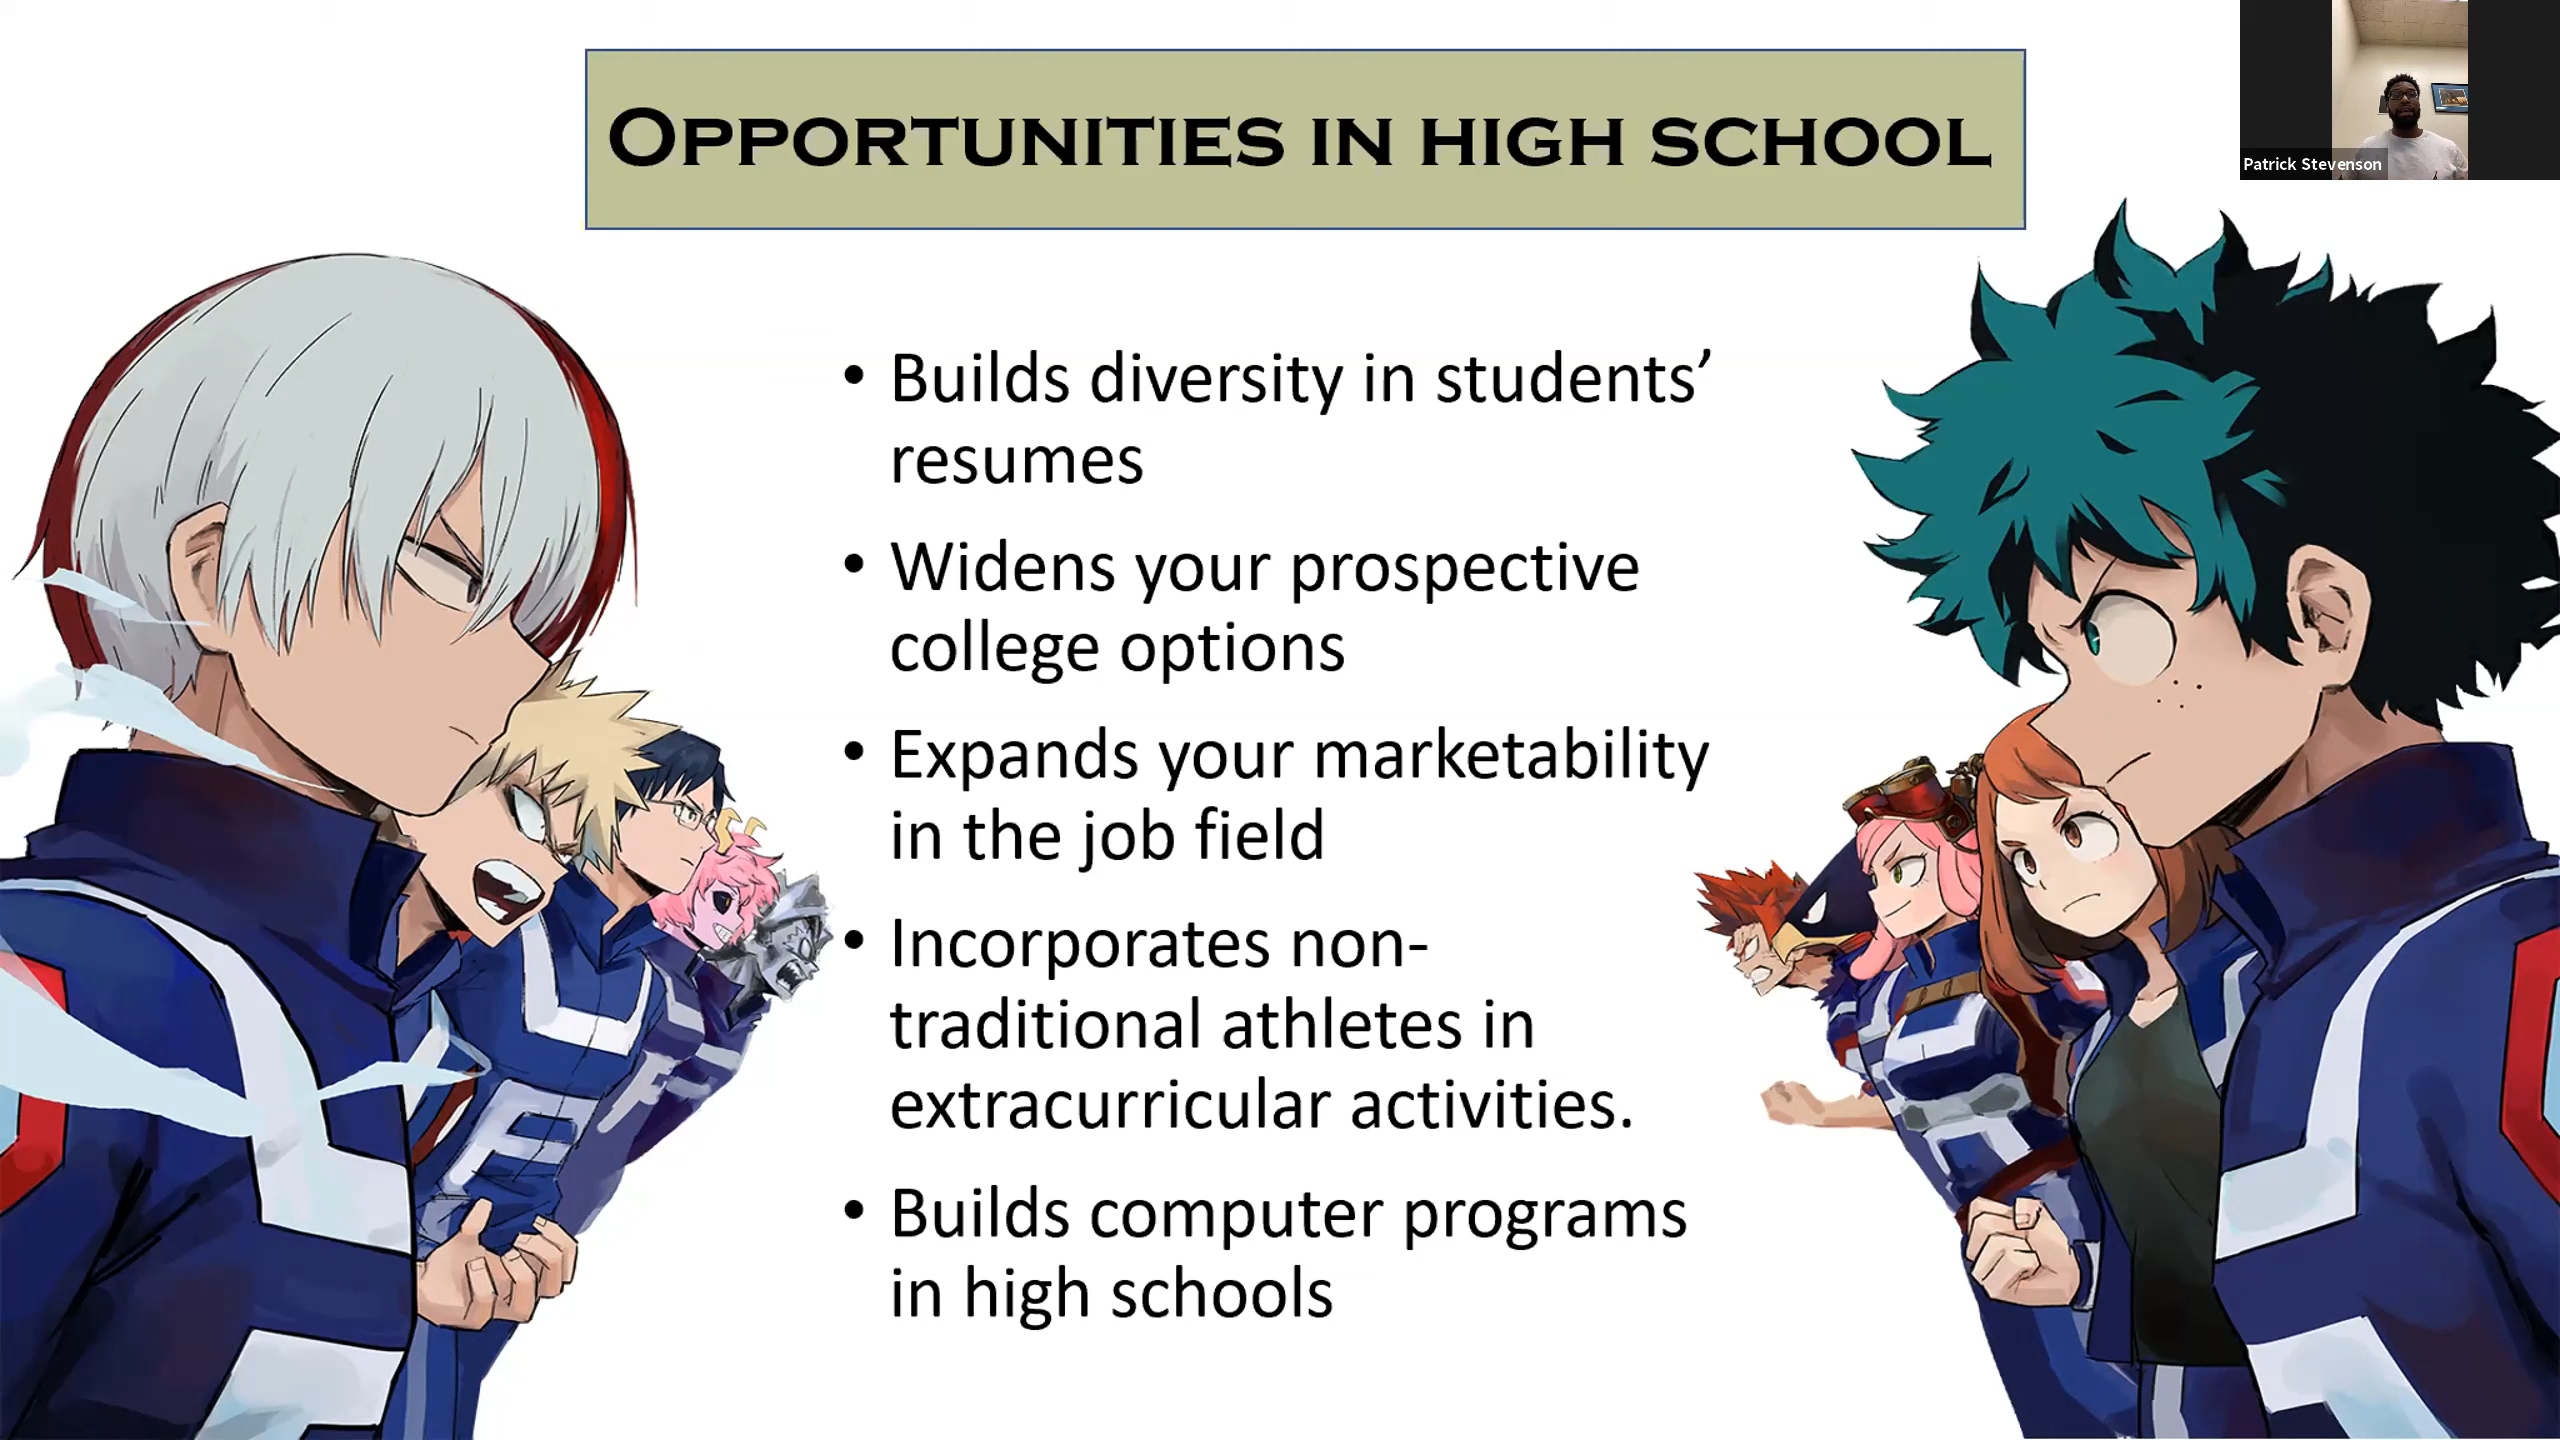 Opportunities in high school
Patrick Stevenson
• Builds diversity in students’
resumes
• Widens your prospective
college options
• Expands your marketability
in the job field
• Incorporates non-
traditional athletes in
extracurricular activities.
• Builds computer programs
in high schools